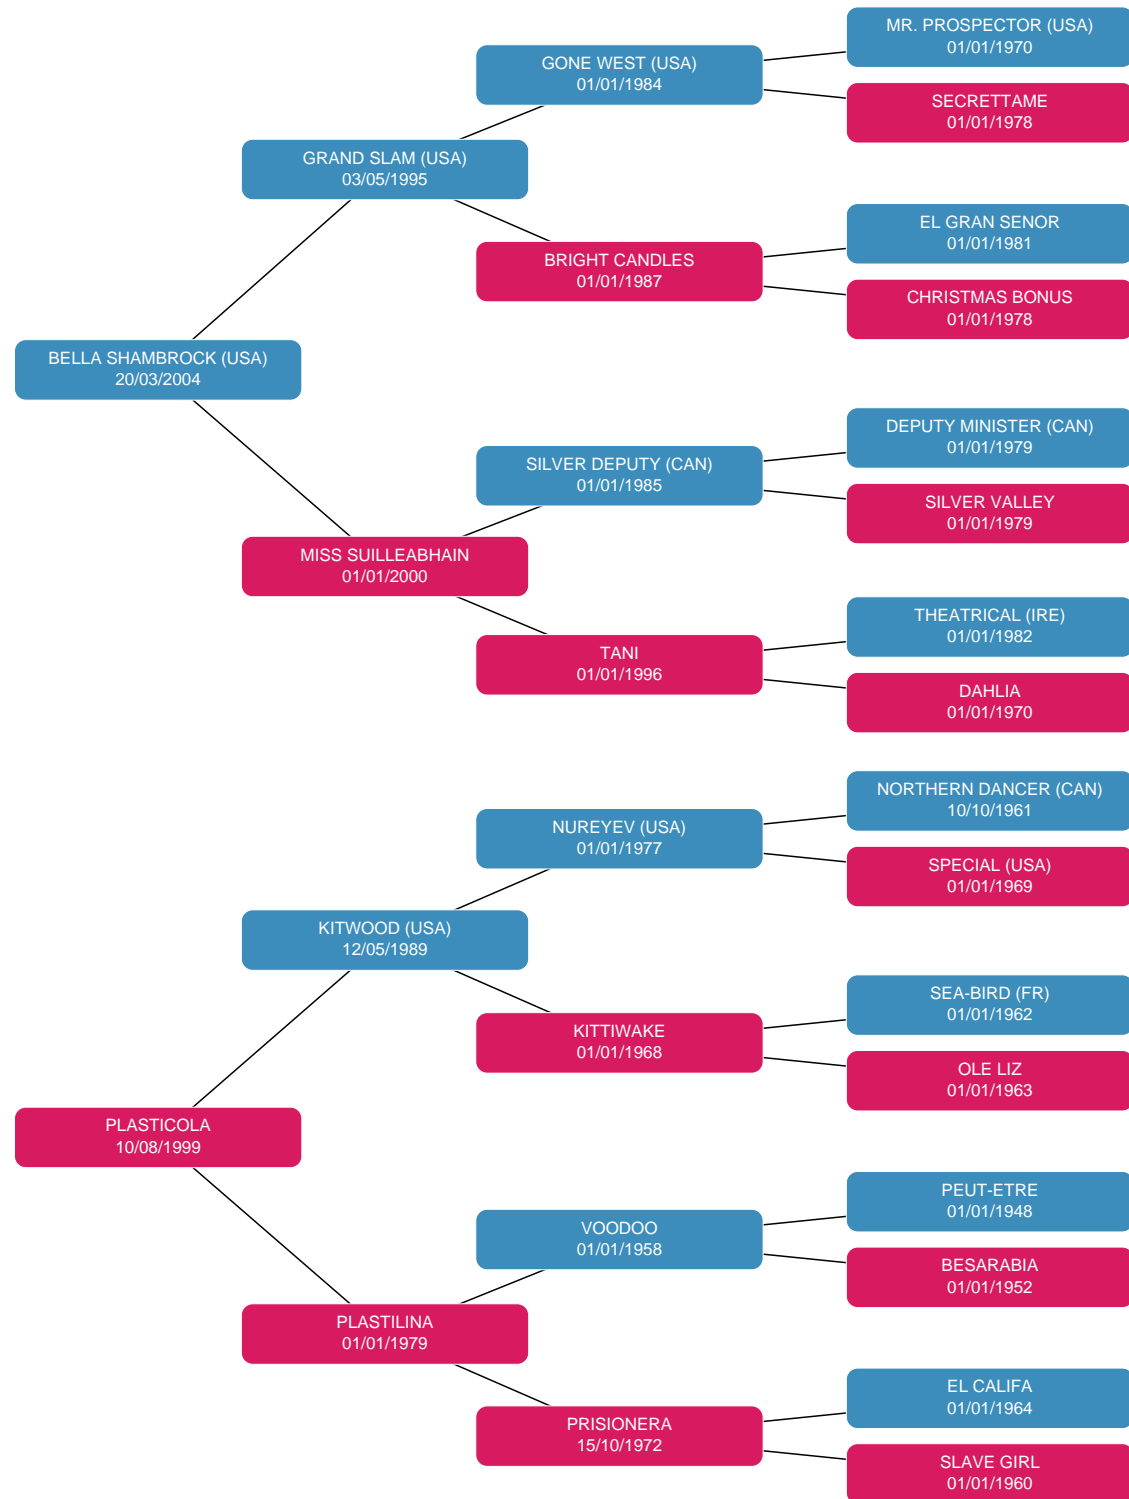 MR. PROSPECTOR (USA)
01/01/1970
GONE WEST (USA)
01/01/1984
SECRETTAME
01/01/1978
GRAND SLAM (USA)
03/05/1995
EL GRAN SENOR
01/01/1981
BRIGHT CANDLES
01/01/1987
CHRISTMAS BONUS
01/01/1978
BELLA SHAMBROCK (USA)
20/03/2004
DEPUTY MINISTER (CAN)
01/01/1979
SILVER DEPUTY (CAN)
01/01/1985
SILVER VALLEY
01/01/1979
MISS SUILLEABHAIN
01/01/2000
THEATRICAL (IRE)
01/01/1982
TANI
01/01/1996
DAHLIA
01/01/1970
NORTHERN DANCER (CAN)
10/10/1961
NUREYEV (USA)
01/01/1977
SPECIAL (USA)
01/01/1969
KITWOOD (USA)
12/05/1989
SEA-BIRD (FR)
01/01/1962
KITTIWAKE
01/01/1968
OLE LIZ
01/01/1963
PLASTICOLA
10/08/1999
PEUT-ETRE
01/01/1948
VOODOO
01/01/1958
BESARABIA
01/01/1952
PLASTILINA
01/01/1979
EL CALIFA
01/01/1964
PRISIONERA
15/10/1972
SLAVE GIRL
01/01/1960